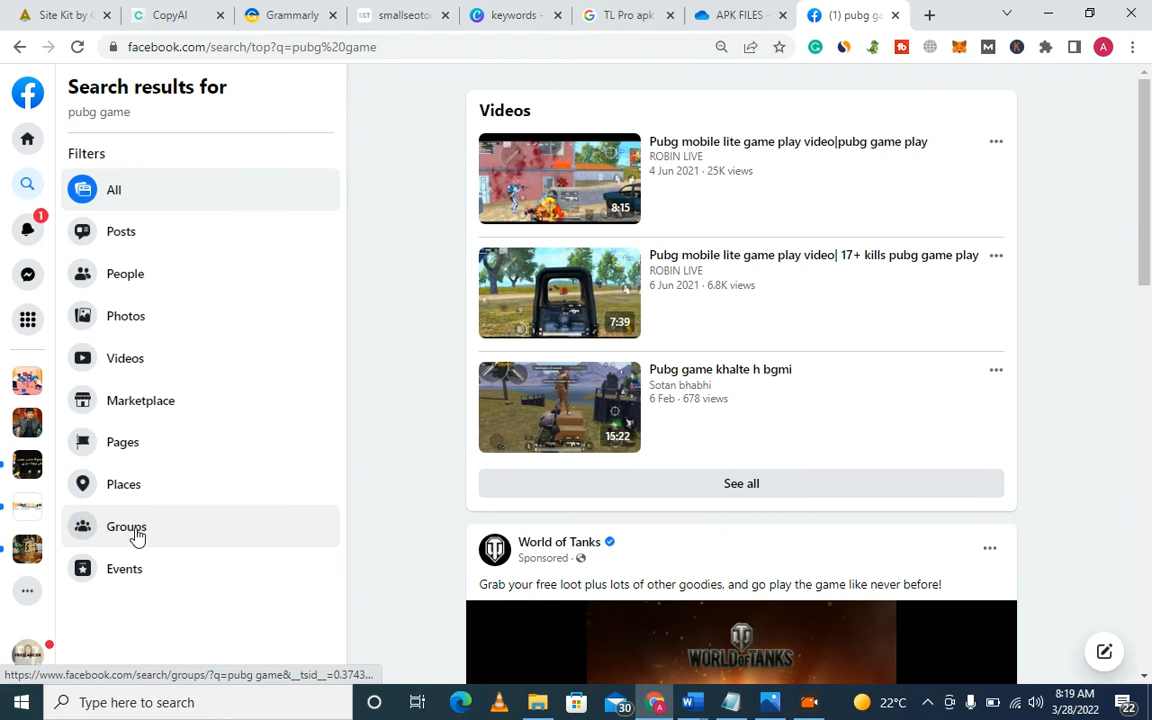 Site Kit by G
CopyAI
Grammarly
SST
smallseotoo
keywords -
TL Pro apk
APK FILES -
(1) pubg ga
facebook.com/search/top?q=pubg%20game
A
Search results for
pubg game
Filters
All
Posts
1
People
Photos
Videos
Marketplace
Pages
Places
Groups
Events
Videos
Pubg mobile lite game play video|pubg game play
ROBIN LIVE
4 Jun 2021 · 25K views
8:15
Pubg mobile lite game play video| 17+ kills pubg game play
ROBIN LIVE
6 Jun 2021 · 6.8K views
7:39
Pubg game khalte h bgmi
Sotan bhabhi
6 Feb · 678 views
15:22
See all
World of Tanks
Sponsored ·
Grab your free loot plus lots of other goodies, and go play the game like never before!
WORLD OF TANKS
https://www.facebook.com/search/groups/?q=pubg game&__tsid__=0.3743...
Type here to search
30
22°C
8:19 AM
3/28/2022
22